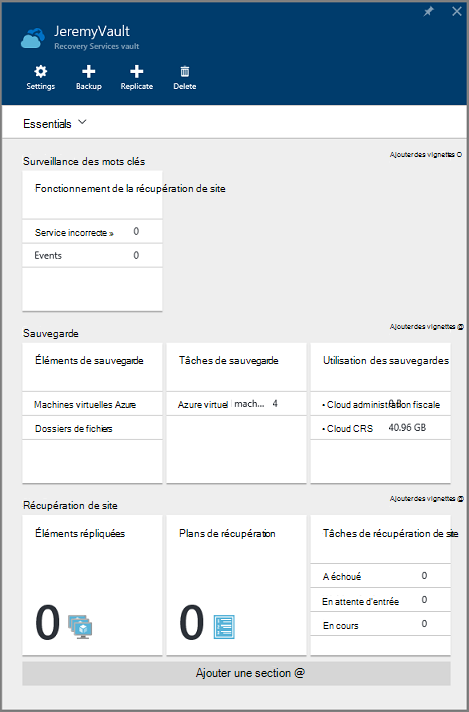 JeremyVault
Recovery Services vault
Settings Backup Replicate Delete
Essentials
Ajouter des vignettes O
Surveillance des mots clés
Fonctionnement de la récupération de site
Service incorrecte » 0
Events 0
Ajouter des vignettes @
Sauvegarde
Éléments de sauvegarde
Machines virtuelles Azure
Dossiers de fichiers
Tâches de sauvegarde
Azure virtuel mach... 4
Utilisation des sauvegardes
• Cloud administration fiscale
• Cloud CRS 40.96 GB
Ajouter des vignettes @
Récupération de site
Éléments répliquées
0
Plans de récupération
0
Tâches de récupération de site
A échoué 0
En attente d'entrée 0
En cours 0
Ajouter une section @